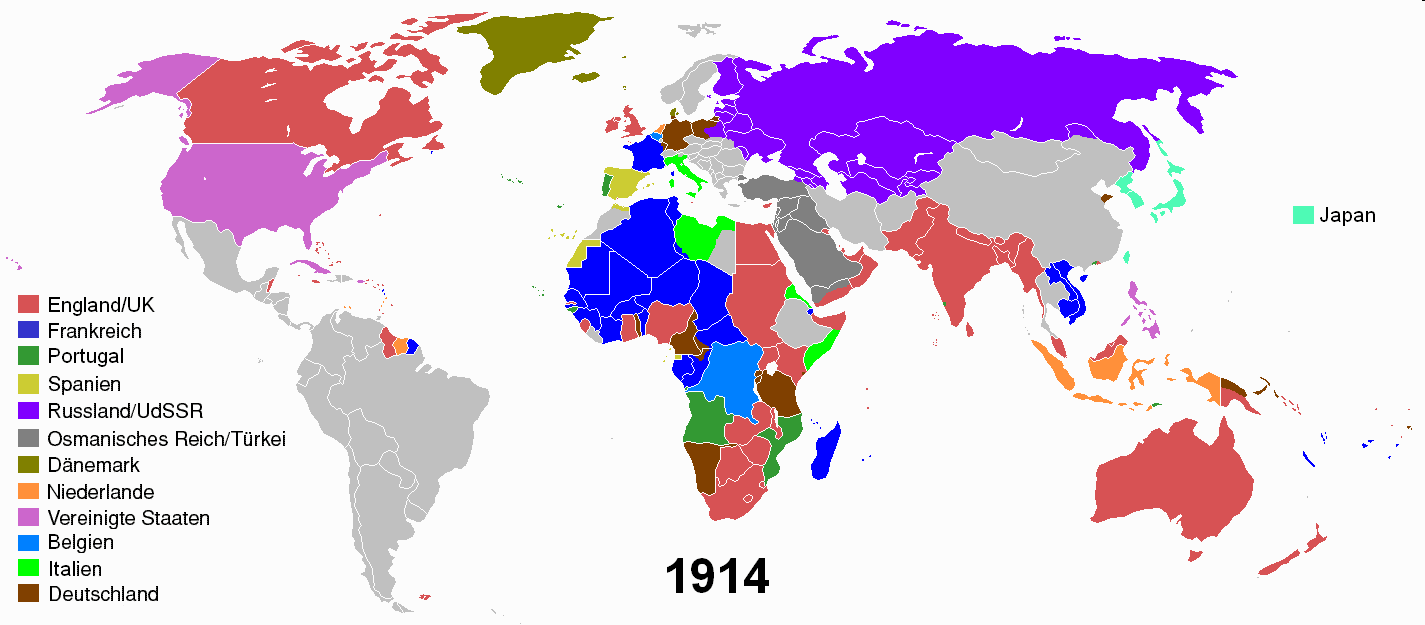 England/UK
Frankreich
Portugal
Spanien
Russland/UdSSR
Osmanisches Reich/Türkei
Dänemark
Niederlande
Vereinigte Staaten
Belgien
Italien
Deutschland
Japan
1914